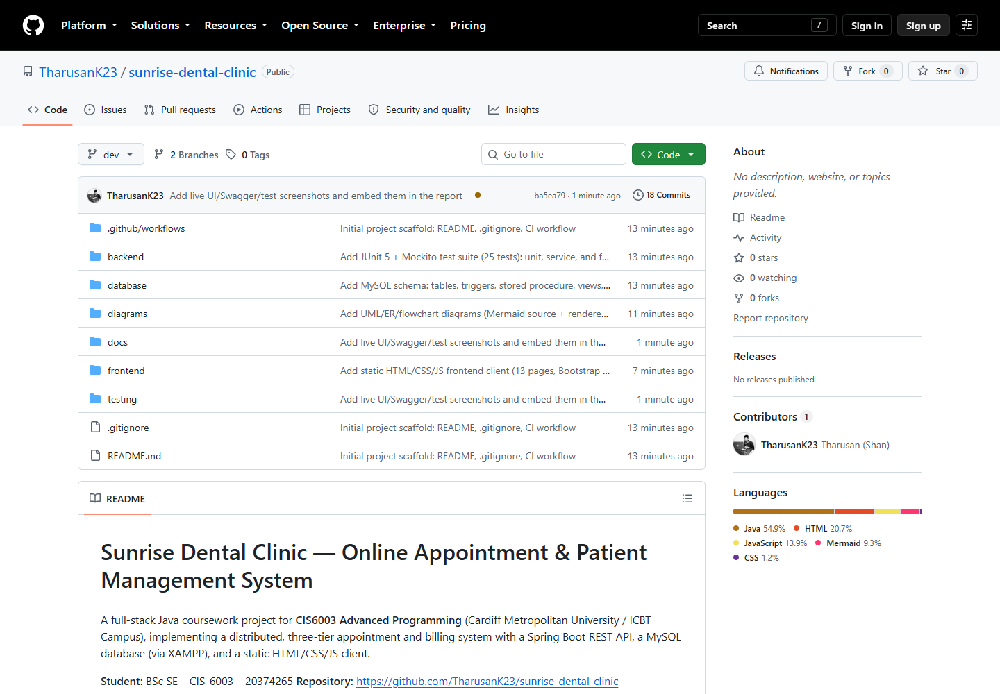 Platform Solutions Resources Open Source Enterprise Pricing Search / Sign in Sign up
TharusanK23 / sunrise-dental-clinic Public Notifications Fork 0 Star 0
Code Issues Pull requests Actions Projects Security and quality Insights
dev 2 Branches 0 Tags Go to file Code
TharusanK23 Add live UI/Swagger/test screenshots and embed them in the report ba5ea79 · 1 minute ago 18 Commits
.github/workflows Initial project scaffold: README, .gitignore, CI workflow 13 minutes ago
backend Add JUnit 5 + Mockito test suite (25 tests): unit, service, and f... 13 minutes ago
database Add MySQL schema: tables, triggers, stored procedure, views,... 13 minutes ago
diagrams Add UML/ER/flowchart diagrams (Mermaid source + rendere... 11 minutes ago
docs Add live UI/Swagger/test screenshots and embed them in th... 1 minute ago
frontend Add static HTML/CSS/JS frontend client (13 pages, Bootstrap ... 7 minutes ago
testing Add live UI/Swagger/test screenshots and embed them in th... 1 minute ago
.gitignore Initial project scaffold: README, .gitignore, CI workflow 13 minutes ago
README.md Initial project scaffold: README, .gitignore, CI workflow 13 minutes ago
README
Sunrise Dental Clinic — Online Appointment & Patient
Management System
A full-stack Java coursework project for CIS6003 Advanced Programming (Cardiff Metropolitan University / ICBT
Campus), implementing a distributed, three-tier appointment and billing system with a Spring Boot REST API, a MySQL
database (via XAMPP), and a static HTML/CSS/JS client.
Student: BSc SE – CIS-6003 – 20374265 Repository: https://github.com/TharusanK23/sunrise-dental-clinic
About
No description, website, or topics
provided.
Readme
Activity
0 stars
0 watching
0 forks
Report repository
Releases
No releases published
Contributors 1
TharusanK23 Tharusan (Shan)
Languages
Java 54.9% HTML 20.7%
JavaScript 13.9% Mermaid 9.3%
CSS 1.2%